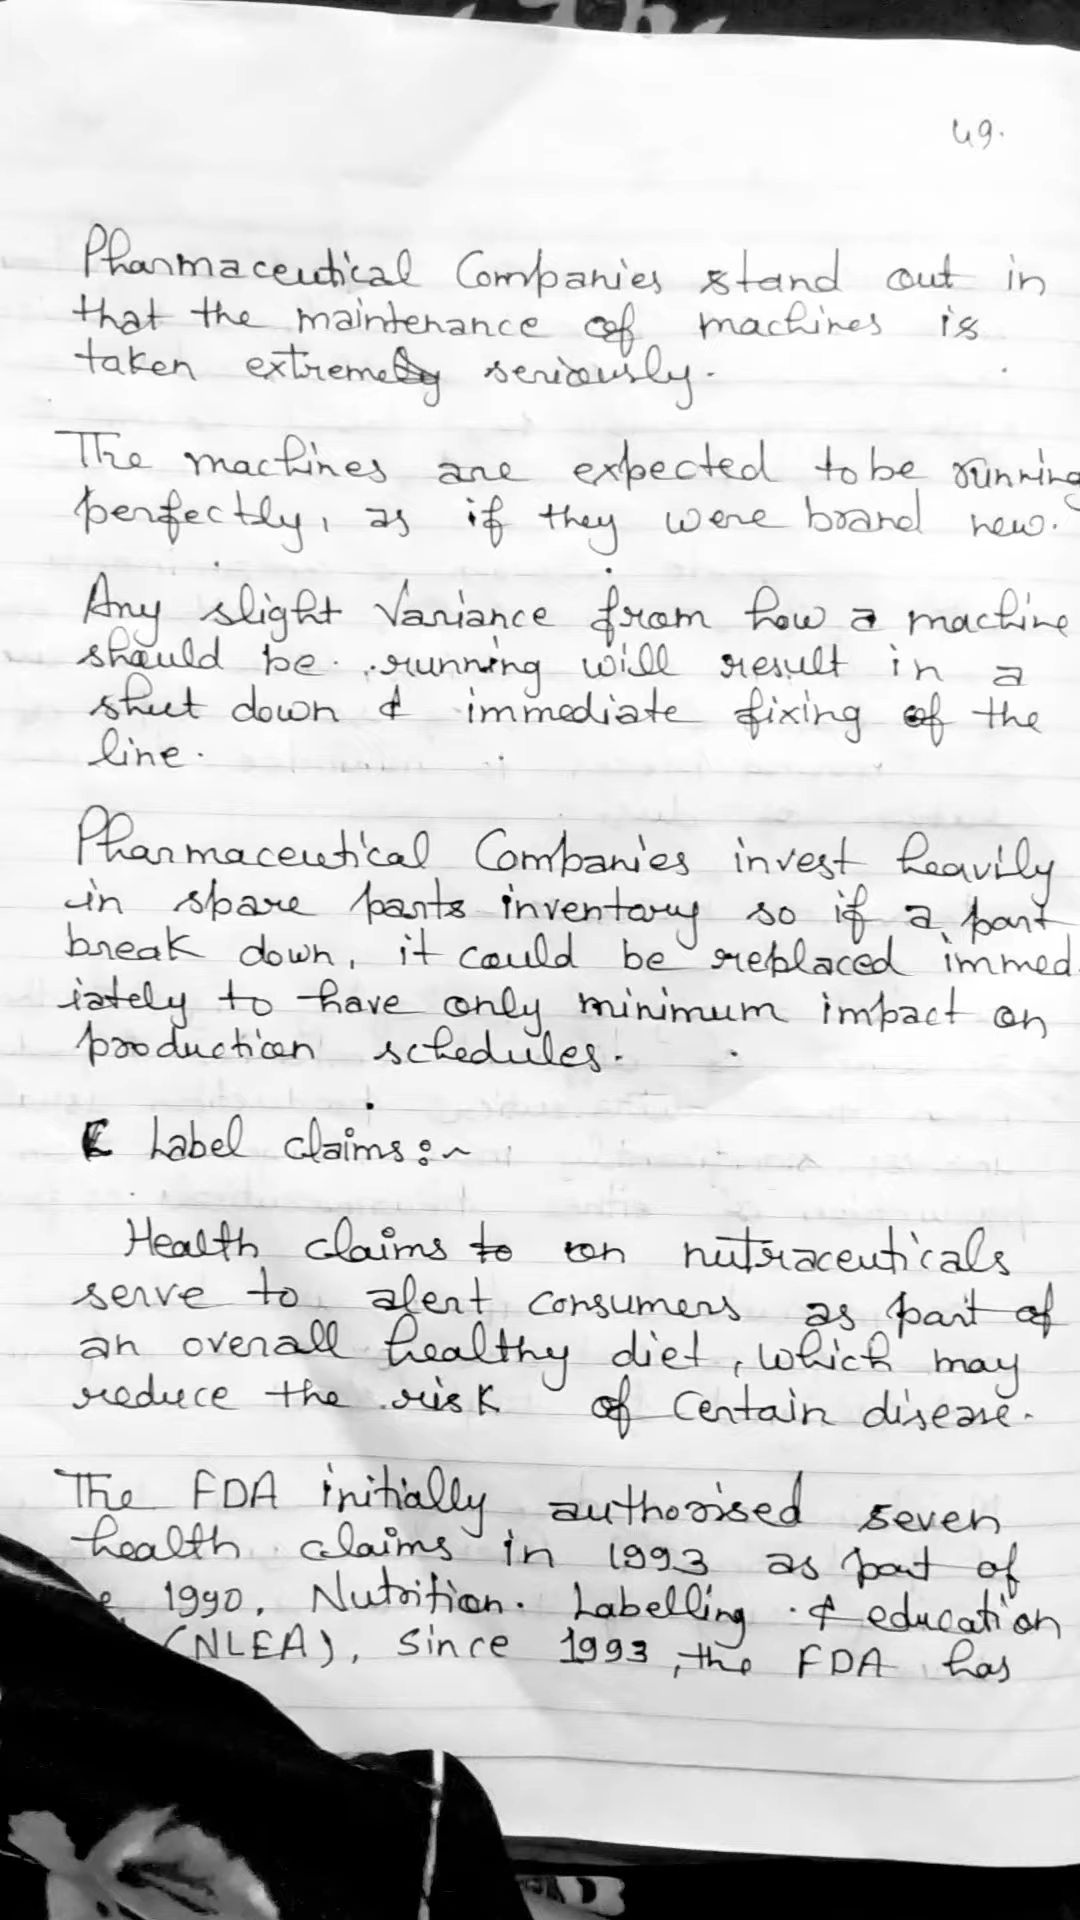 49.
Pharmaceutical Companies stand out in
that the maintenance of machines is
taken extremely seriously.
The machines are expected to be running
perfectly, as if they were brand new.
Any slight Variance from how a machine
should be running will result in a
shut down & immediate fixing of the
line.
Pharmaceutical Companies invest heavily
in spare parts inventory so if a part
break down, it could be replaced immed
iately to have only minimum impact on
production schedules.
Label claims:~
Health claims to on nutraceuticals
serve to alert consumers as part of
an overall healthy diet, which may
reduce the risk of Certain disease.
The FDA initially authorised seven
health claims in 1993 as part of
1990, Nutrition. Labelling & education
(NLEA), Since 1993, the FDA has